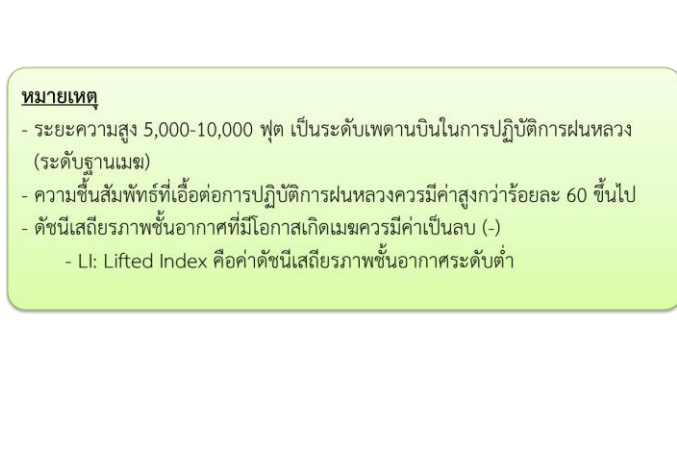 หมายเหตุ
- ระยะความสูง 5,000-10,000 ฟุต เป็นระดับเพดานบินในการปฏิบัติการฝนหลวง
(ระดับฐานเมฆ)
- ความชื้นสัมพัทธ์ที่เอื้อต่อการปฏิบัติการฝนหลวงควรมีค่าสูงกว่าร้อยละ 60 ขึ้นไป
- ดัชนีเสถียรภาพชั้นอากาศที่มีโอกาสเกิดเมฆควรมีค่าเป็นลบ (-)
- LI: Lifted Index คือค่าดัชนีเสถียรภาพชั้นอากาศระดับต่ำ